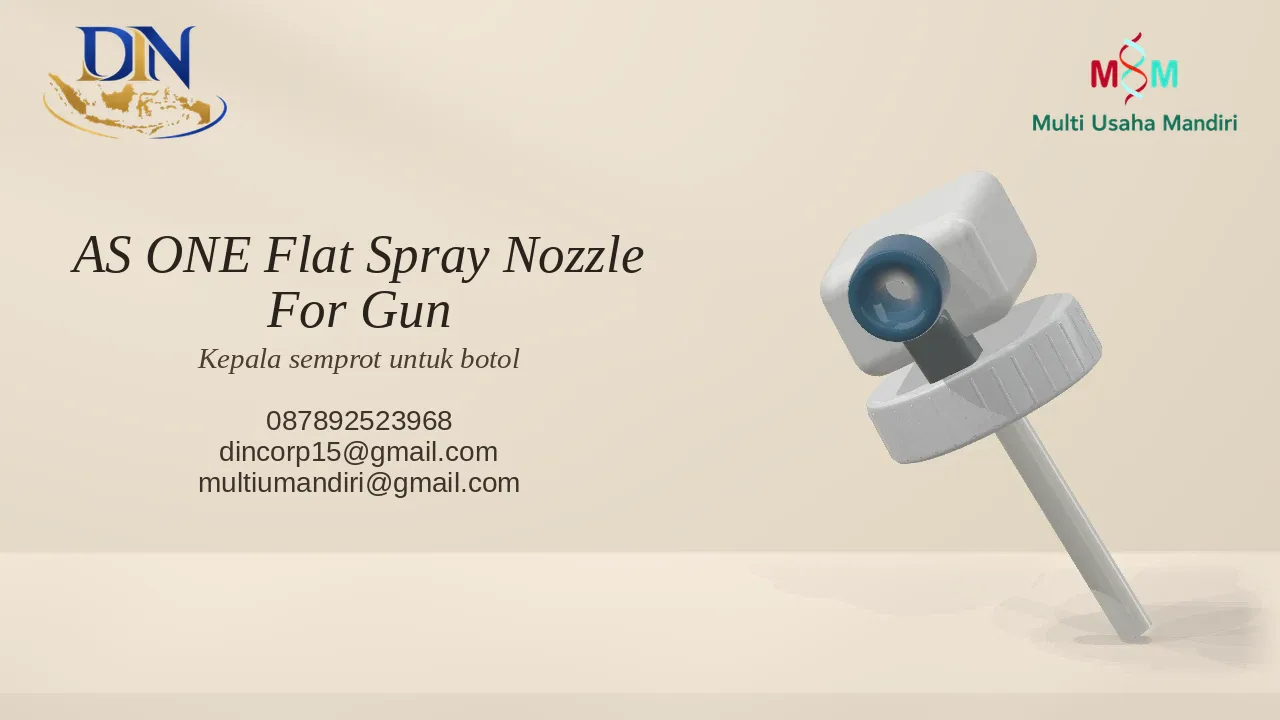 DIN
MSM
Multi Usaha Mandiri
AS ONE Flat Spray Nozzle
For Gun
Kepala semprot untuk botol
087892523968
dincorp15@gmail.com
multiumandiri@gmail.com